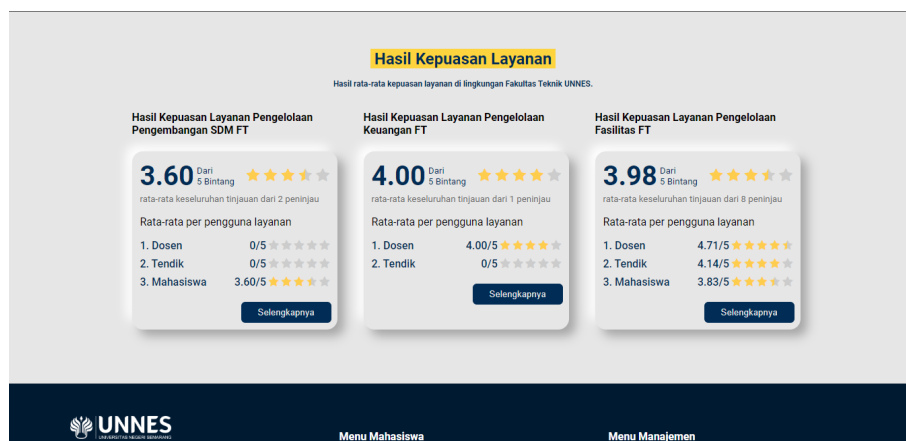 Hasil Kepuasan Layanan
Hasil rata-rata kepuasan layanan di lingkungan Fakultas Teknik UNNES.
Hasil Kepuasan Layanan Pengelolaan
Pengembangan SDM FT
3.60 Dari
5 Bintang
rata-rata keseluruhan tinjauan dari 2 peninjau
Rata-rata per pengguna layanan
1. Dosen 0/5
2. Tendik 0/5
3. Mahasiswa 3.60/5
Selengkapnya
Hasil Kepuasan Layanan Pengelolaan
Keuangan FT
4.00 Dari
5 Bintang
rata-rata keseluruhan tinjauan dari 1 peninjau
Rata-rata per pengguna layanan
1. Dosen 4.00/5
2. Tendik 0/5
Selengkapnya
Hasil Kepuasan Layanan Pengelolaan
Fasilitas FT
3.98 Dari
5 Bintang
rata-rata keseluruhan tinjauan dari 8 peninjau
Rata-rata per pengguna layanan
1. Dosen 4.71/5
2. Tendik 4.14/5
3. Mahasiswa 3.83/5
Selengkapnya
UNNES
UNIVERSITAS NEGERI SEMARANG
Menu Mahasiswa
Menu Manajemen